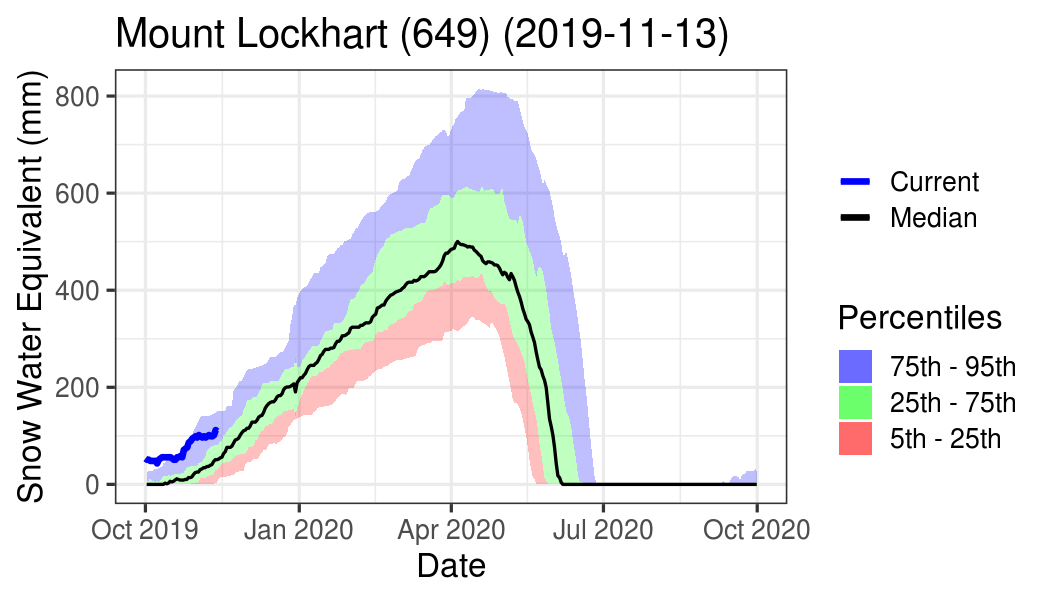 Mount Lockhart (649) (2019-11-13)
Snow Water Equivalent (mm)
800
600
400
200
0
Oct 2019 Jan 2020 Apr 2020 Jul 2020 Oct 2020
Date
Current
Median
Percentiles
75th - 95th
25th - 75th
5th - 25th